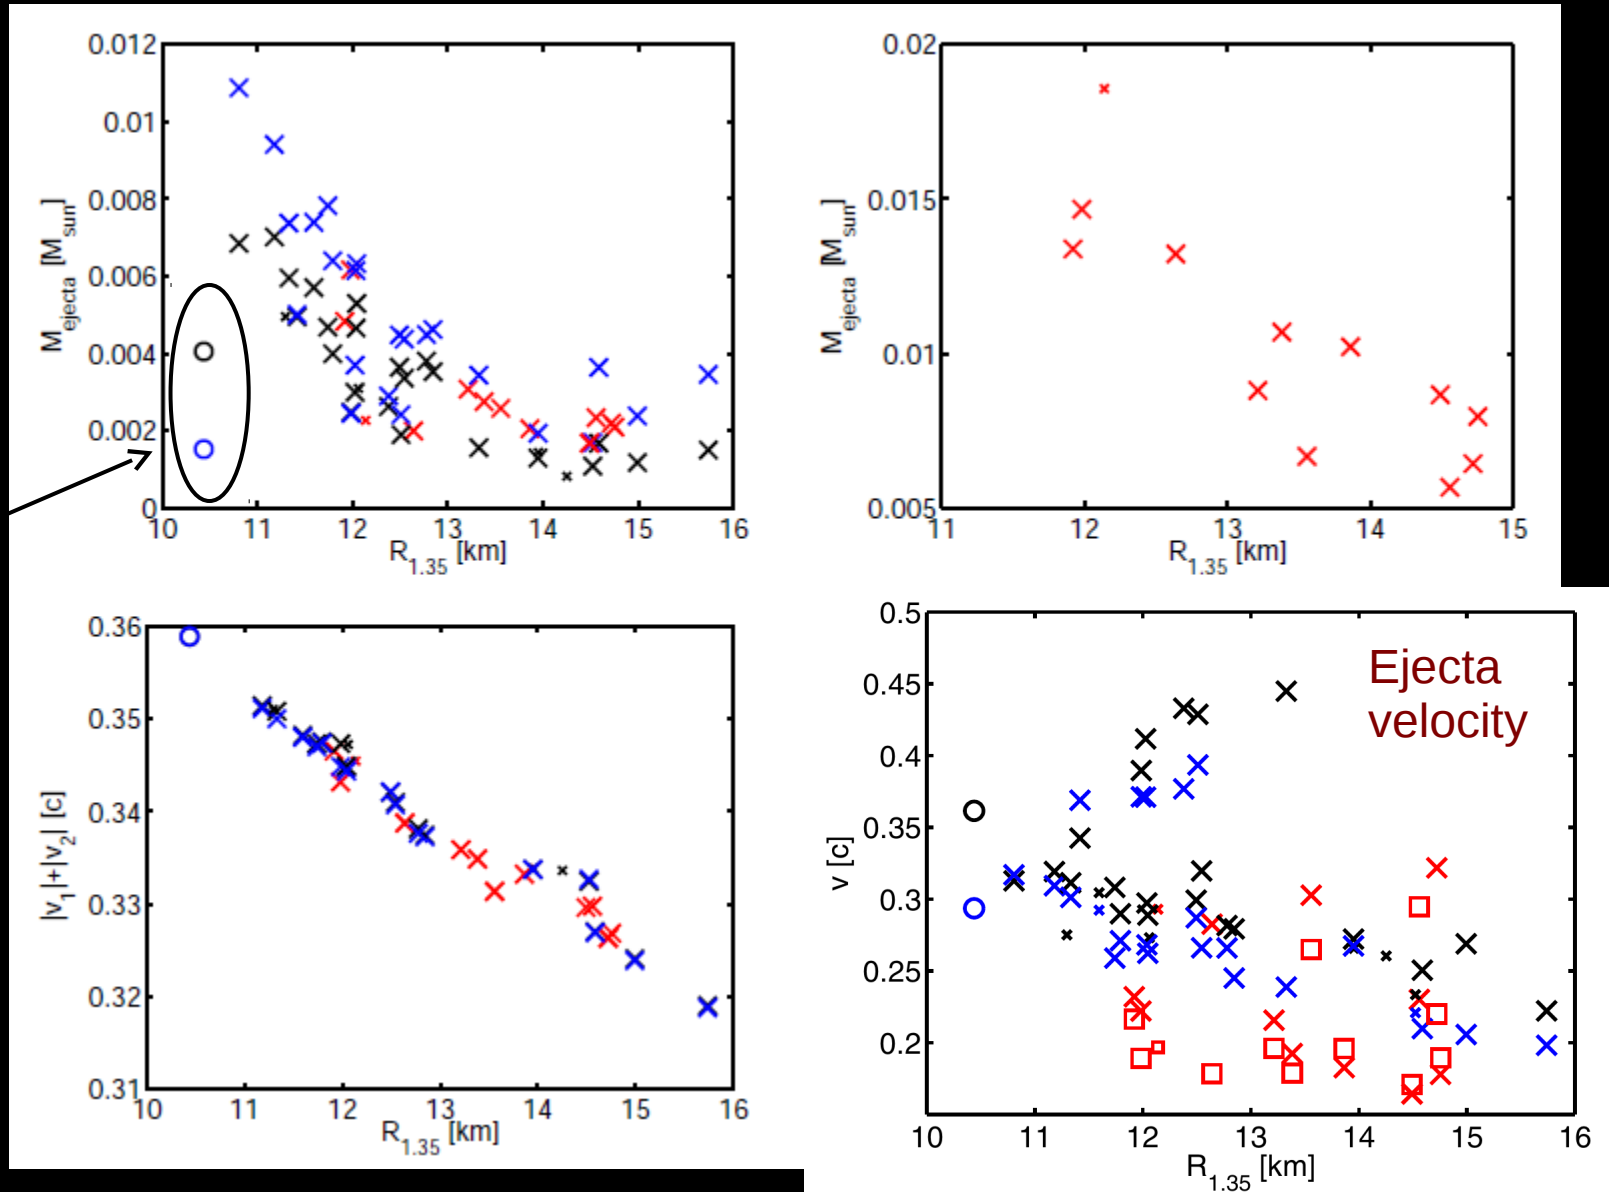 0.012
0.01
0.008
0.006
0.004
0.002
0
10 11 12 13 14 15 16
M_ejecta [M_sun]
R_1.35 [km]
0.02
0.015
0.01
0.005
11 12 13 14 15
M_ejecta [M_sun]
R_1.35 [km]
0.36
0.35
0.34
0.33
0.32
0.31
10 11 12 13 14 15 16
|v_1|+|v_2| [c]
R_1.35 [km]
0.5
0.45
0.4
0.35
0.3
0.25
0.2
10 11 12 13 14 15 16
v [c]
R_1.35 [km]
Ejecta
velocity